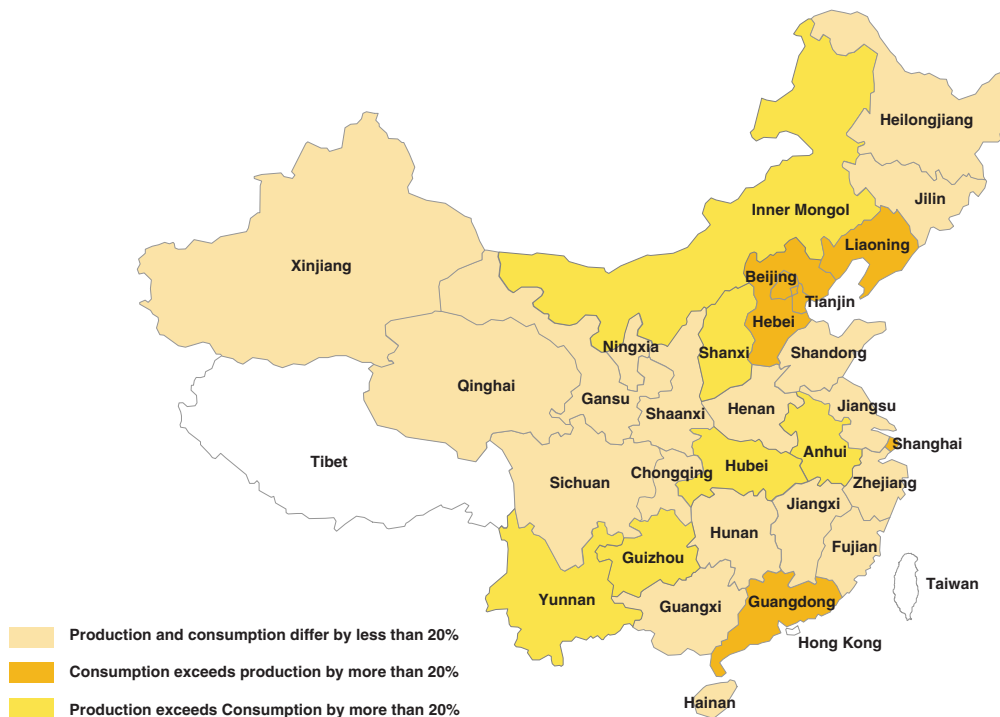 Heilongjiang
Jilin
Inner Mongol
Liaoning
Xinjiang
Beijing
Tianjin
Hebei
Ningxia
Shanxi
Shandong
Qinghai
Gansu
Shaanxi
Henan
Jiangsu
Shanghai
Tibet
Anhui
Hubei
Chongqing
Sichuan
Zhejiang
Jiangxi
Hunan
Fujian
Guizhou
Taiwan
Yunnan
Guangxi
Guangdong
Hong Kong
Hainan
Production and consumption differ by less than 20%
Consumption exceeds production by more than 20%
Production exceeds Consumption by more than 20%